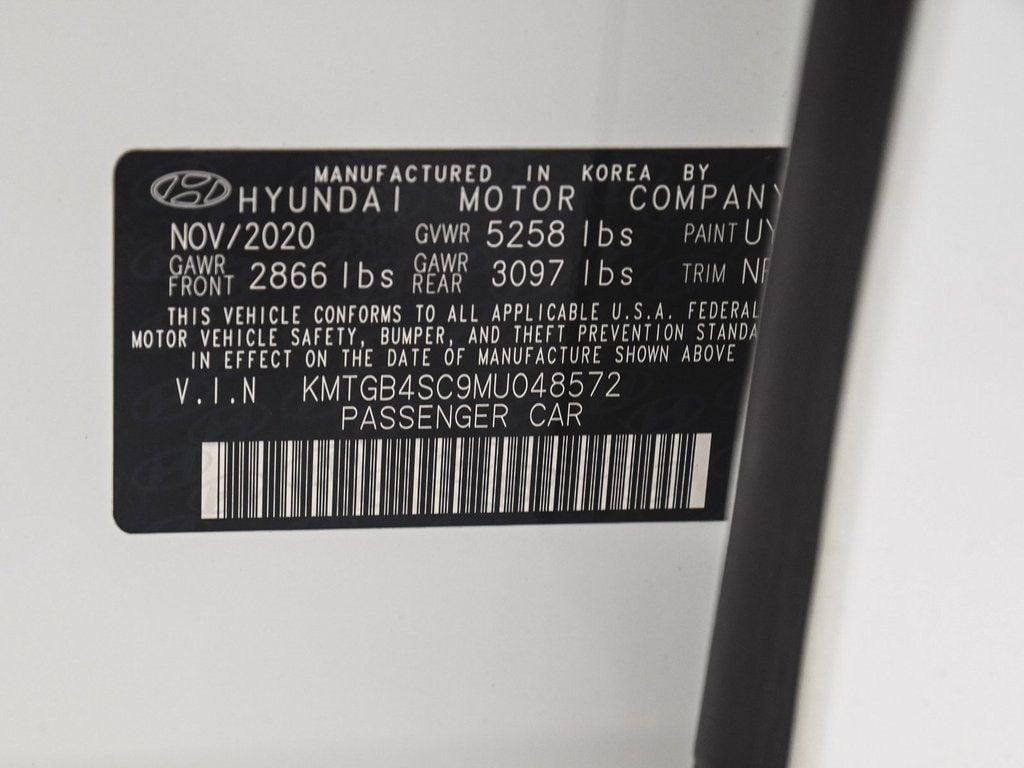 MANUFACTURED IN KOREA BY
HYUNDAI MOTOR COMPANY
NOV/2020 GVWR 5258 lbs PAINT UY
GAWR FRONT 2866 lbs GAWR REAR 3097 lbs TRIM
THIS VEHICLE CONFORMS TO ALL APPLICABLE U.S.A. FEDERAL
MOTOR VEHICLE SAFETY, BUMPER, AND THEFT PREVENTION STANDA
IN EFFECT ON THE DATE OF MANUFACTURE SHOWN ABOVE
V.I.N KMTGB4SC9MU048572
PASSENGER CAR